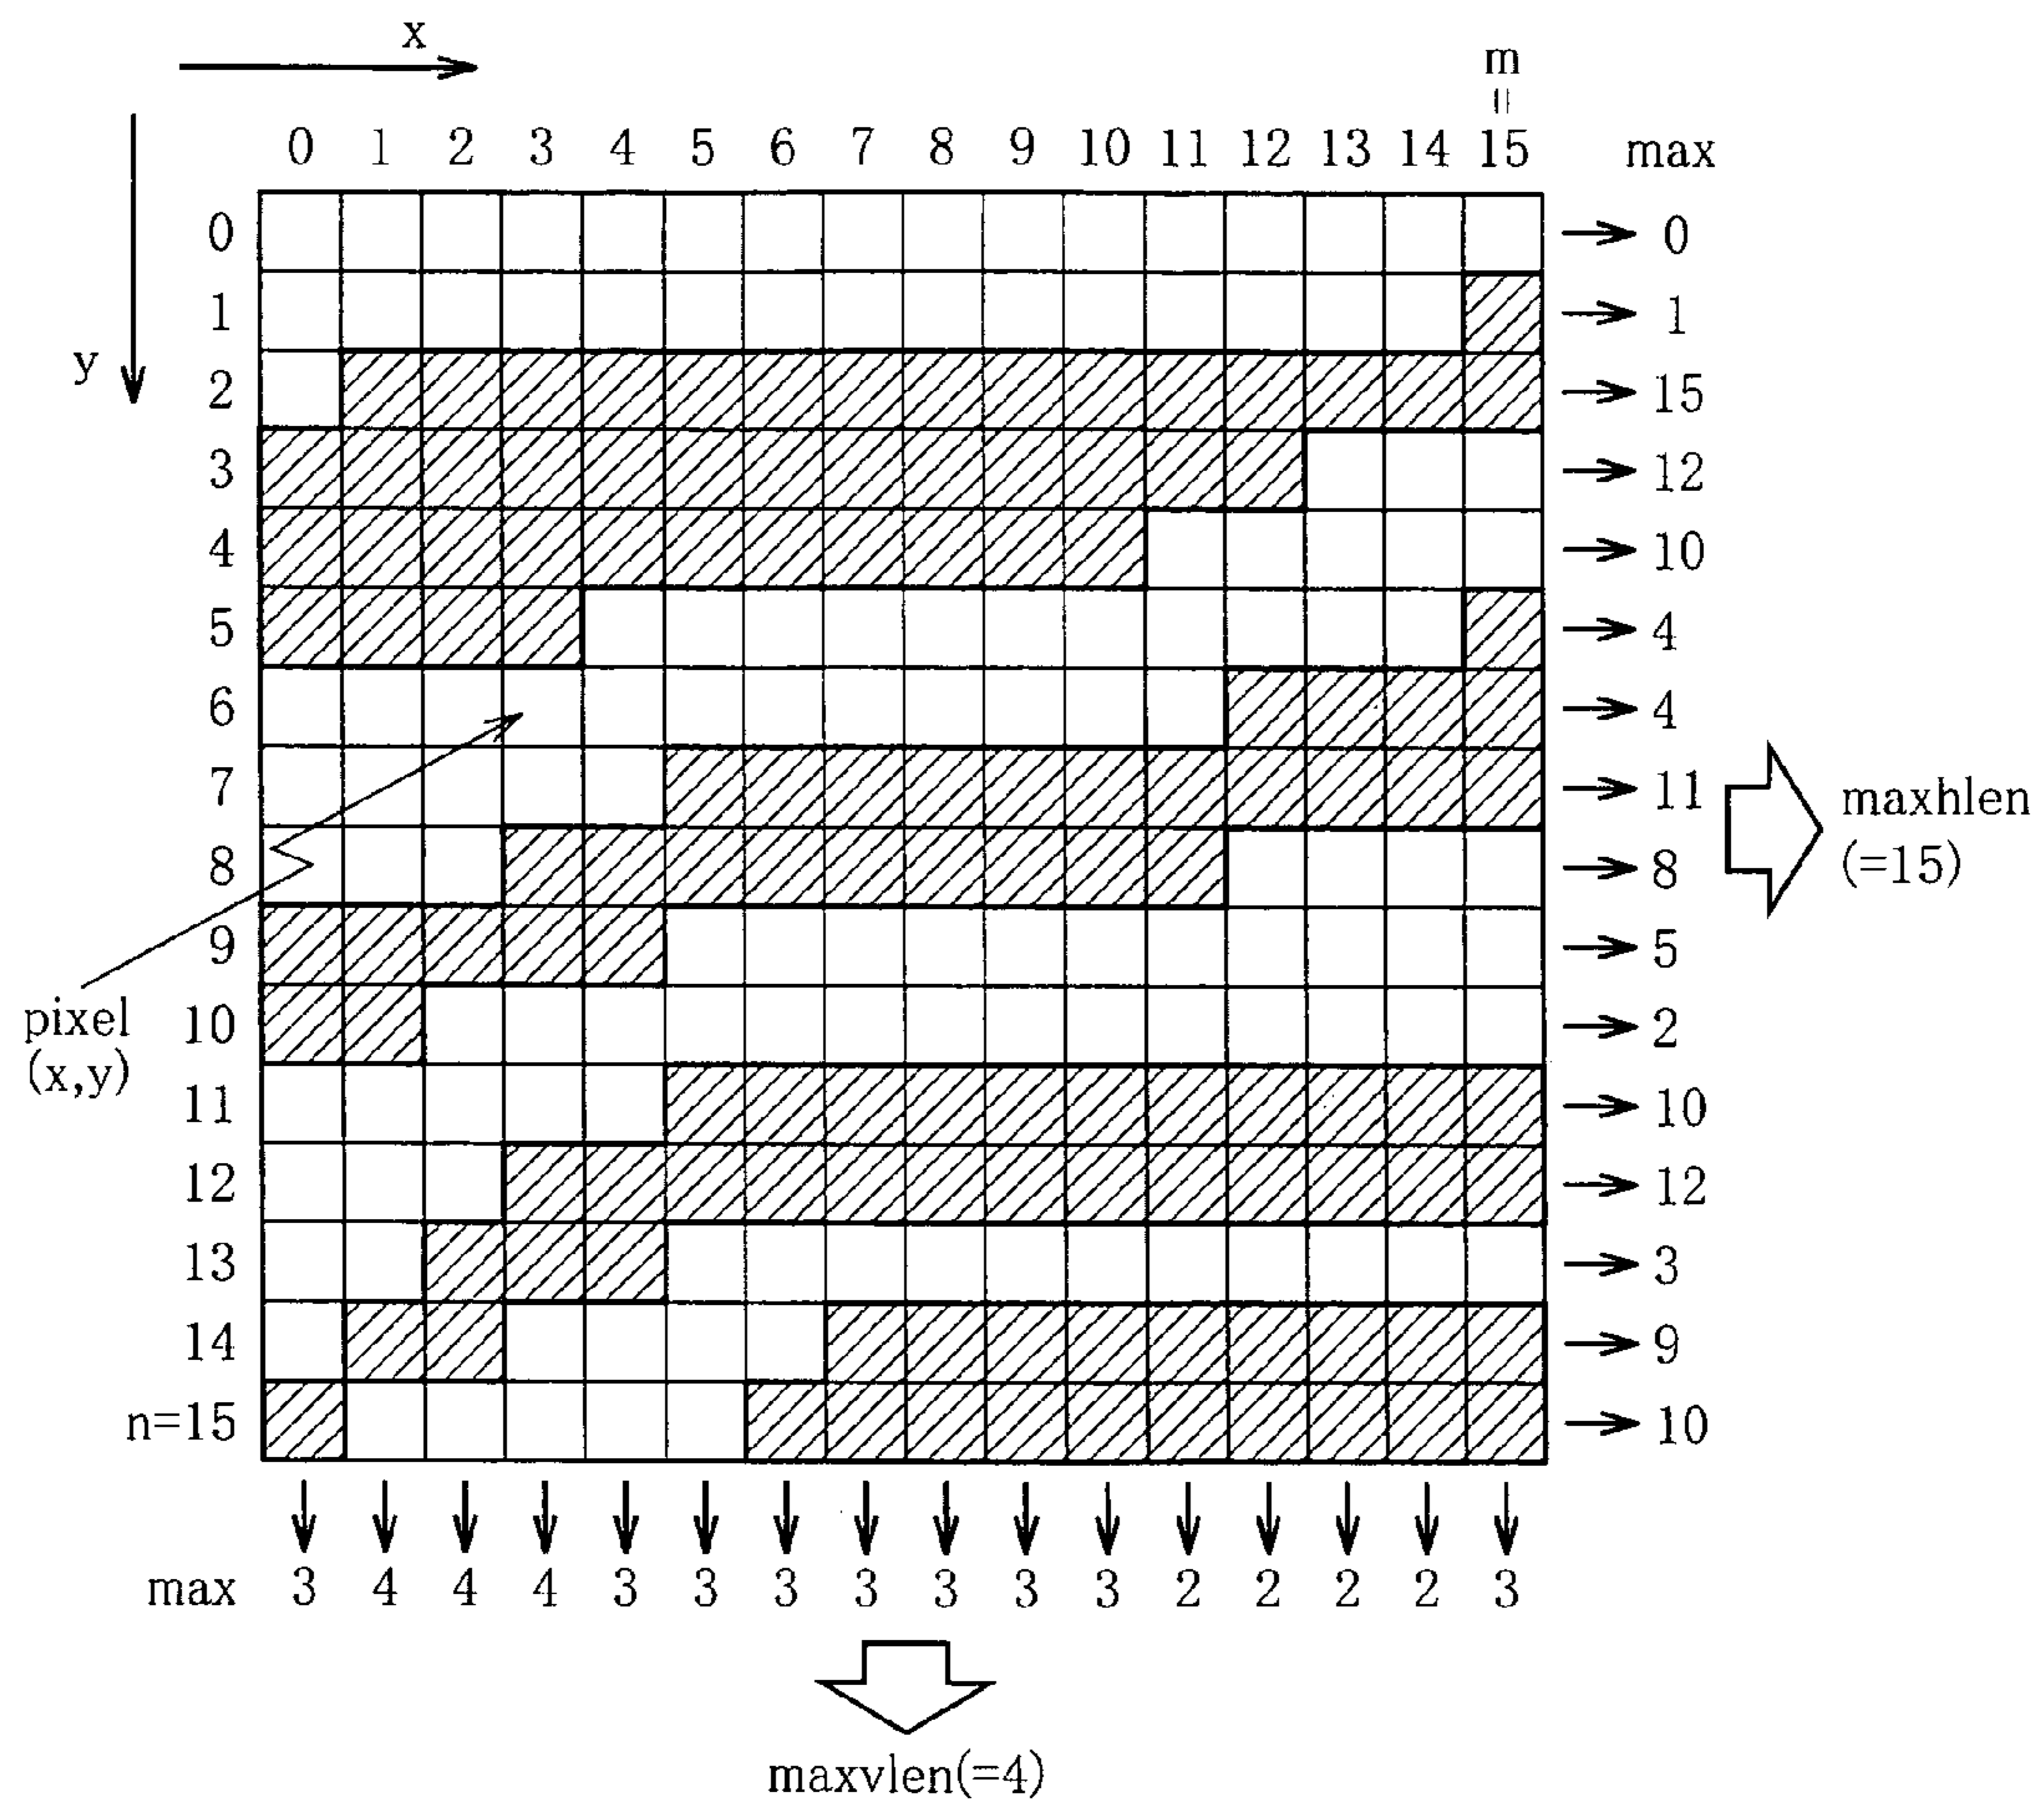 x
m
||
0 1 2 3 4 5 6 7 8 9 10 11 12 13 14 15 max
0 0
1 1
y
2 15
3 12
4 10
5 4
6 4
7 11
maxhlen
(=15)
8 8
9 5
pixel
(x,y)
10 2
11 10
12 12
13 3
14 9
n=15 10
max 3 4 4 4 3 3 3 3 3 3 3 2 2 2 2 3
maxvlen(=4)